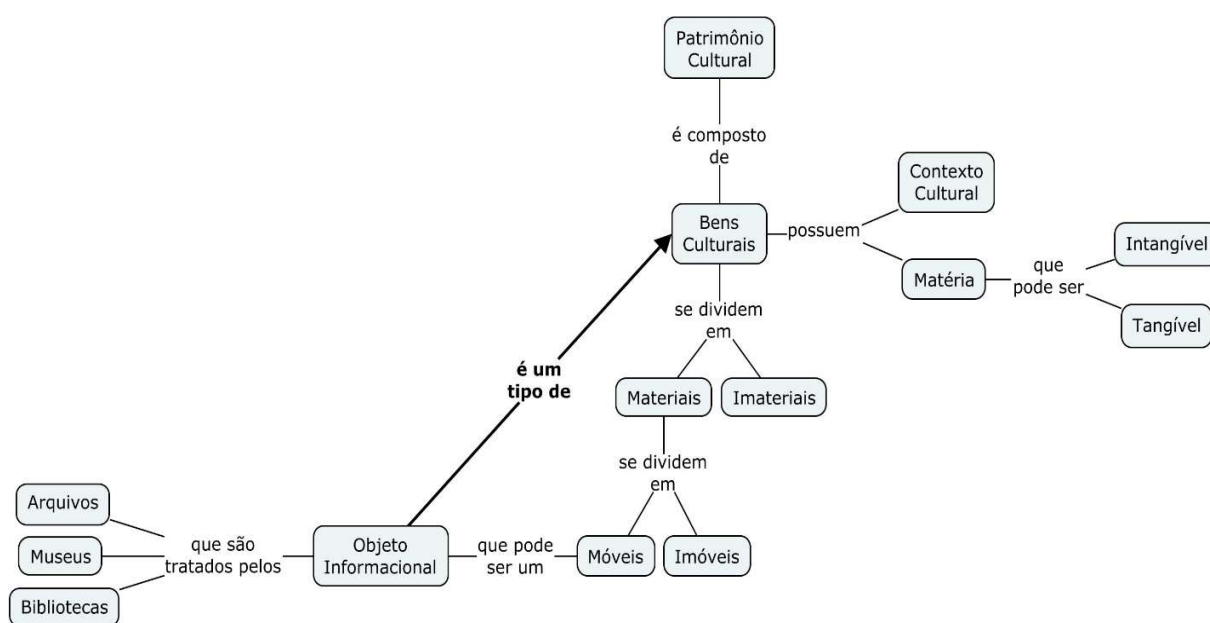 Patrimônio
Cultural
é composto
de
Contexto
Cultural
Bens
Culturais
possuem
Intangível
Matéria
que
pode ser
Tangível
se dividem
em
é um
tipo de
Materiais
Imateriais
se dividem
em
Arquivos
Museus
Bibliotecas
que são
tratados pelos
Objeto
Informacional
que pode
ser um
Móveis
Imóveis